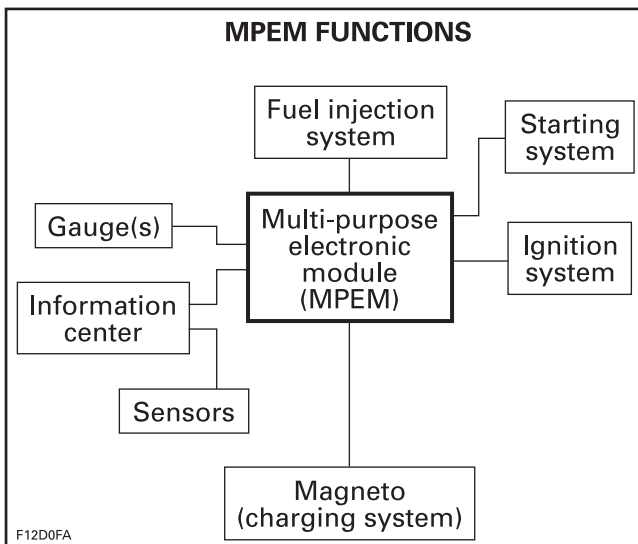 MPEM FUNCTIONS
Fuel injection
system
Starting
system
Gauge(s)
Multi-purpose
electronic
module
(MPEM)
Ignition
system
Information
center
Sensors
Magneto
(charging system)
F12D0FA